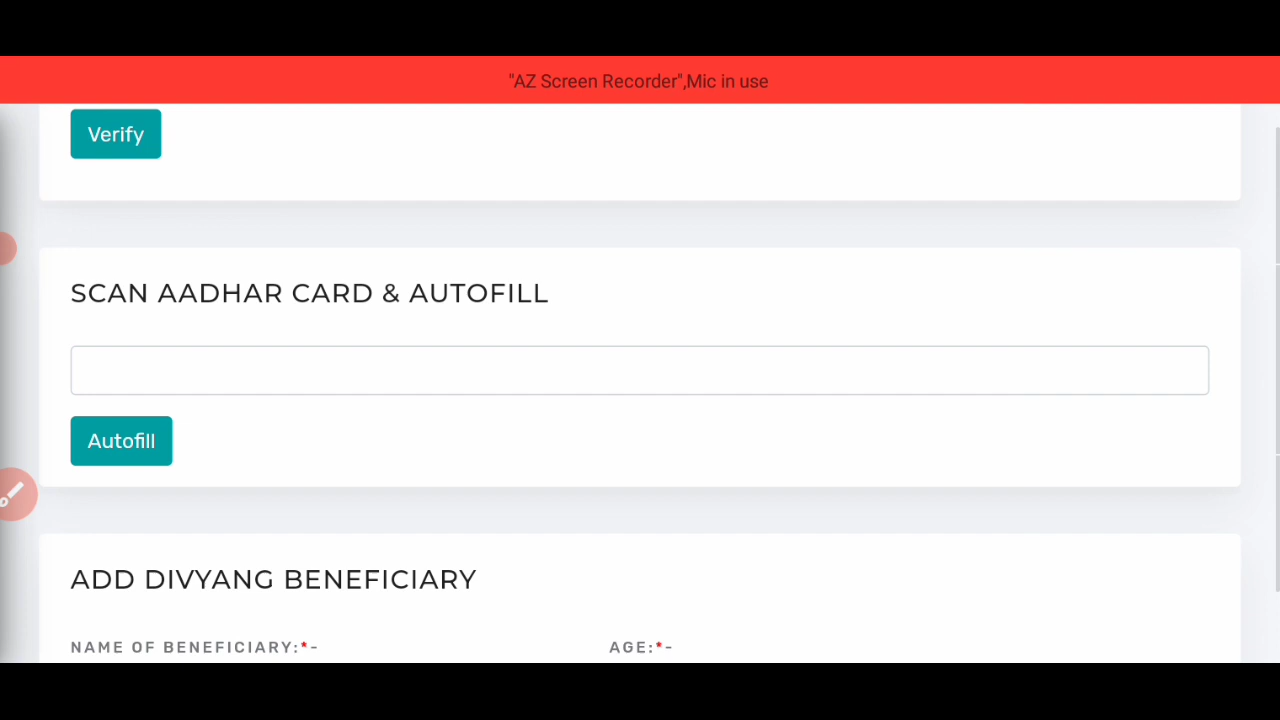 "AZ Screen Recorder",Mic in use
Verify
SCAN AADHAR CARD & AUTOFILL
Autofill
ADD DIVYANG BENEFICIARY
NAME OF BENEFICIARY:*- AGE:*-